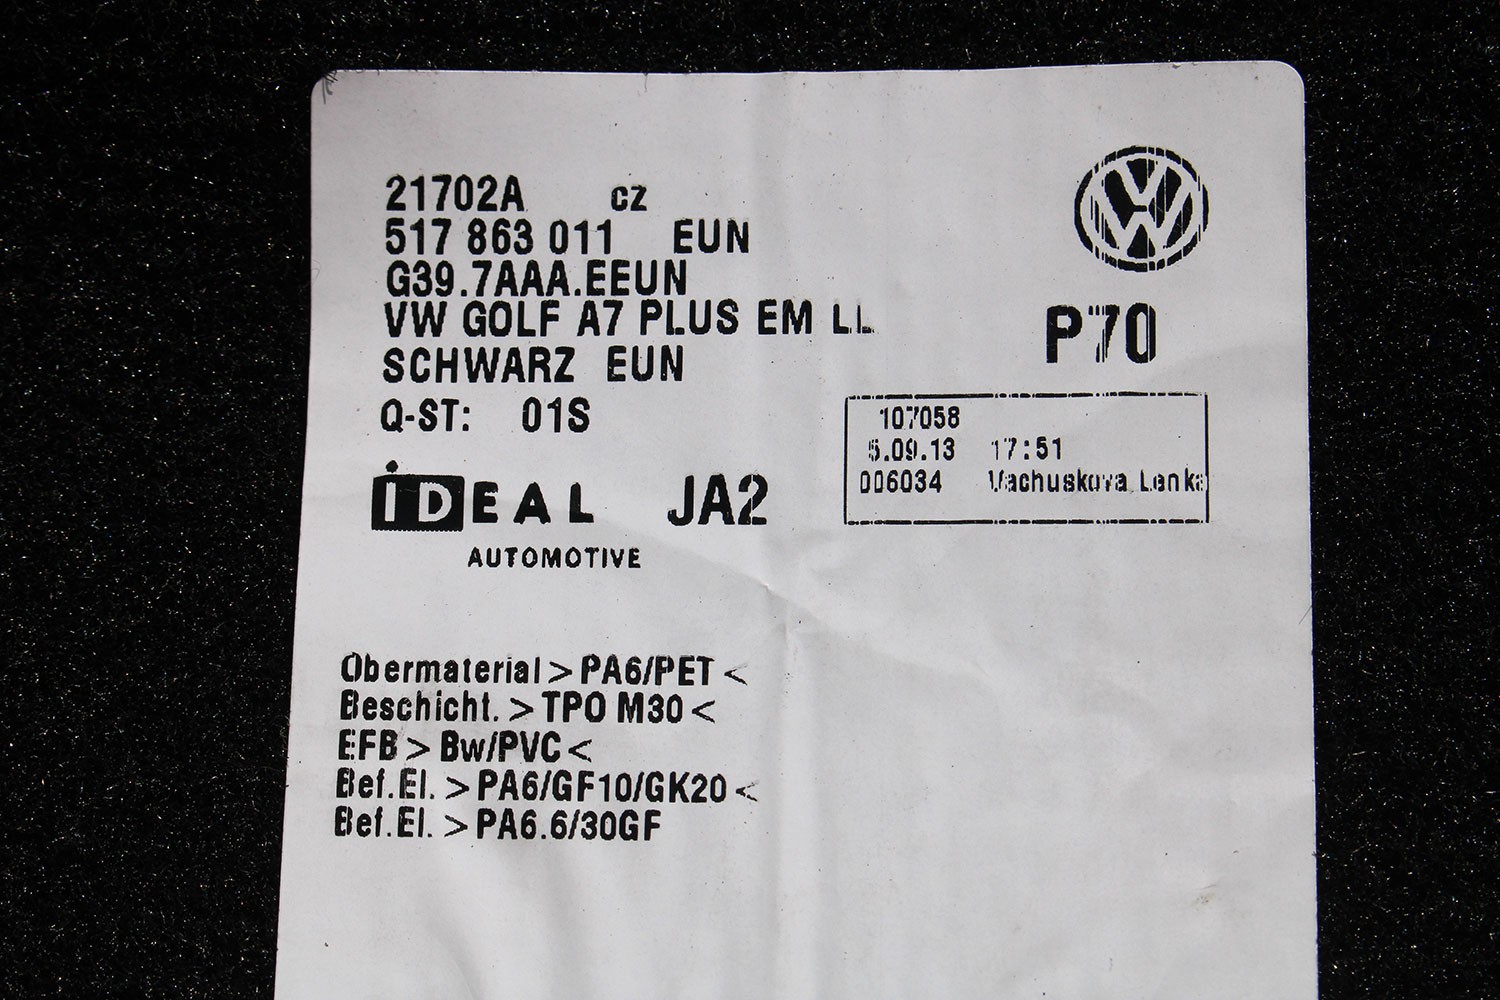 21702A cz
517 863 011 EUN
G39.7AAA.EEUN
VW GOLF A7 PLUS EM LL
SCHWARZ EUN
Q-ST: 01S
VW
P70
107058
5.09.13 17:51
006034 Vachuskova Lenka
iDEAL JA2
AUTOMOTIVE
Obermaterial > PA6/PET <
Beschicht. > TPO M30 <
EFB > Bw/PVC <
Bef.El. > PA6/GF10/GK20 <
Bef.El. > PA6.6/30GF